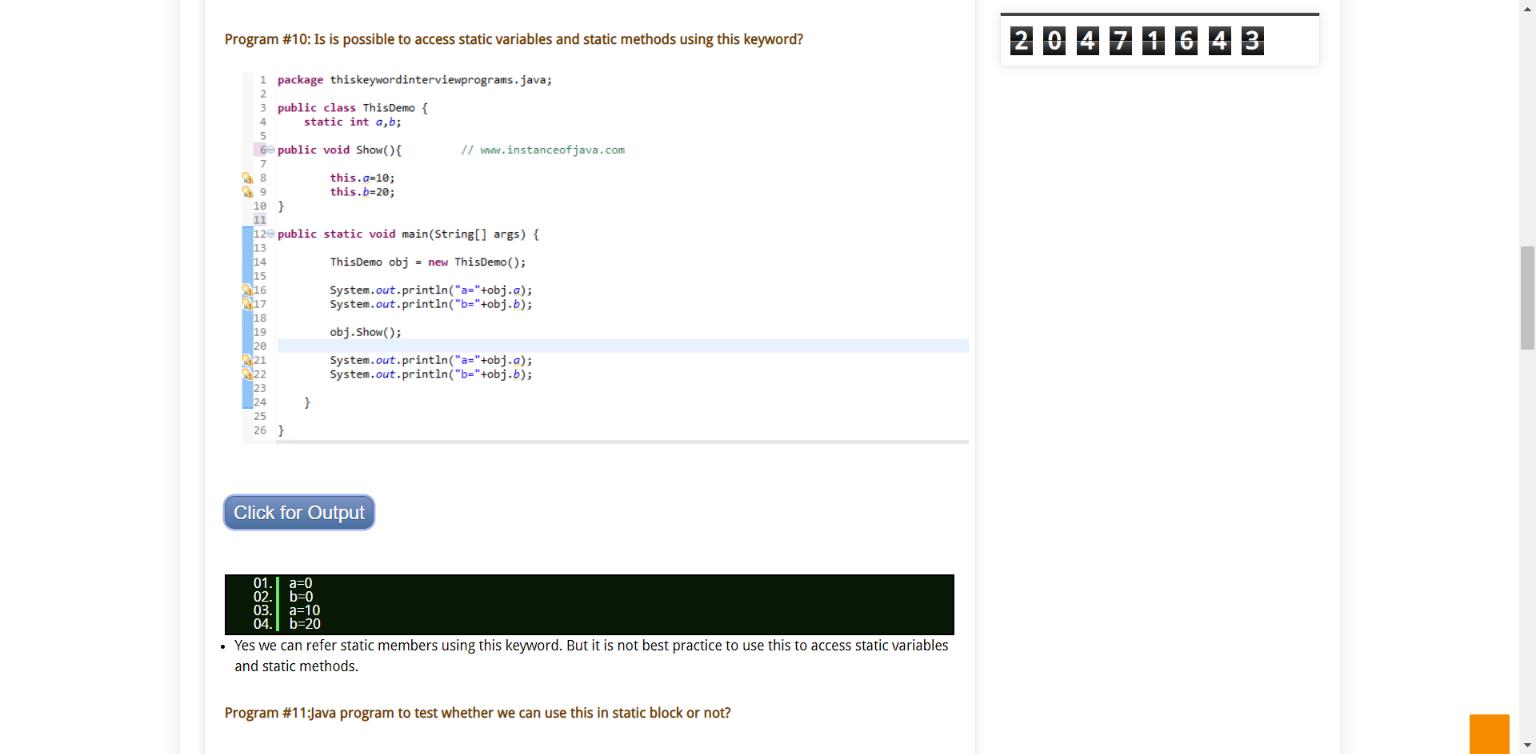 Program #10: Is is possible to access static variables and static methods using this keyword?
1 package thiskeywordinterviewprograms.java;
2
3 public class ThisDemo {
4 static int a,b;
5
6 public void Show(){ // www.instanceofjava.com
7
8 this.a=10;
9 this.b=20;
10 }
11
12 public static void main(String[] args) {
13
14 ThisDemo obj = new ThisDemo();
15
16 System.out.println("a="+obj.a);
17 System.out.println("b="+obj.b);
18
19 obj.Show();
20
21 System.out.println("a="+obj.a);
22 System.out.println("b="+obj.b);
23
24 }
25
26 }
Click for Output
01. a=0
02. b=0
03. a=10
04. b=20
• Yes we can refer static members using this keyword. But it is not best practice to use this to access static variables
and static methods.
Program #11:Java program to test whether we can use this in static block or not?
2 0 4 7 1 6 4 3